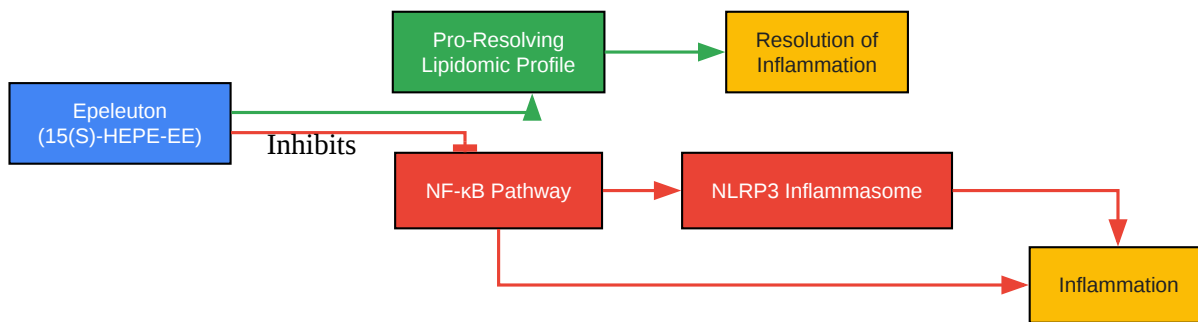 Pro-Resolving
Lipidomic Profile
Resolution of
Inflammation
Epeleuton
(15(S)-HEPE-EE)
Inhibits
NF-κB Pathway
NLRP3 Inflammasome
Inflammation